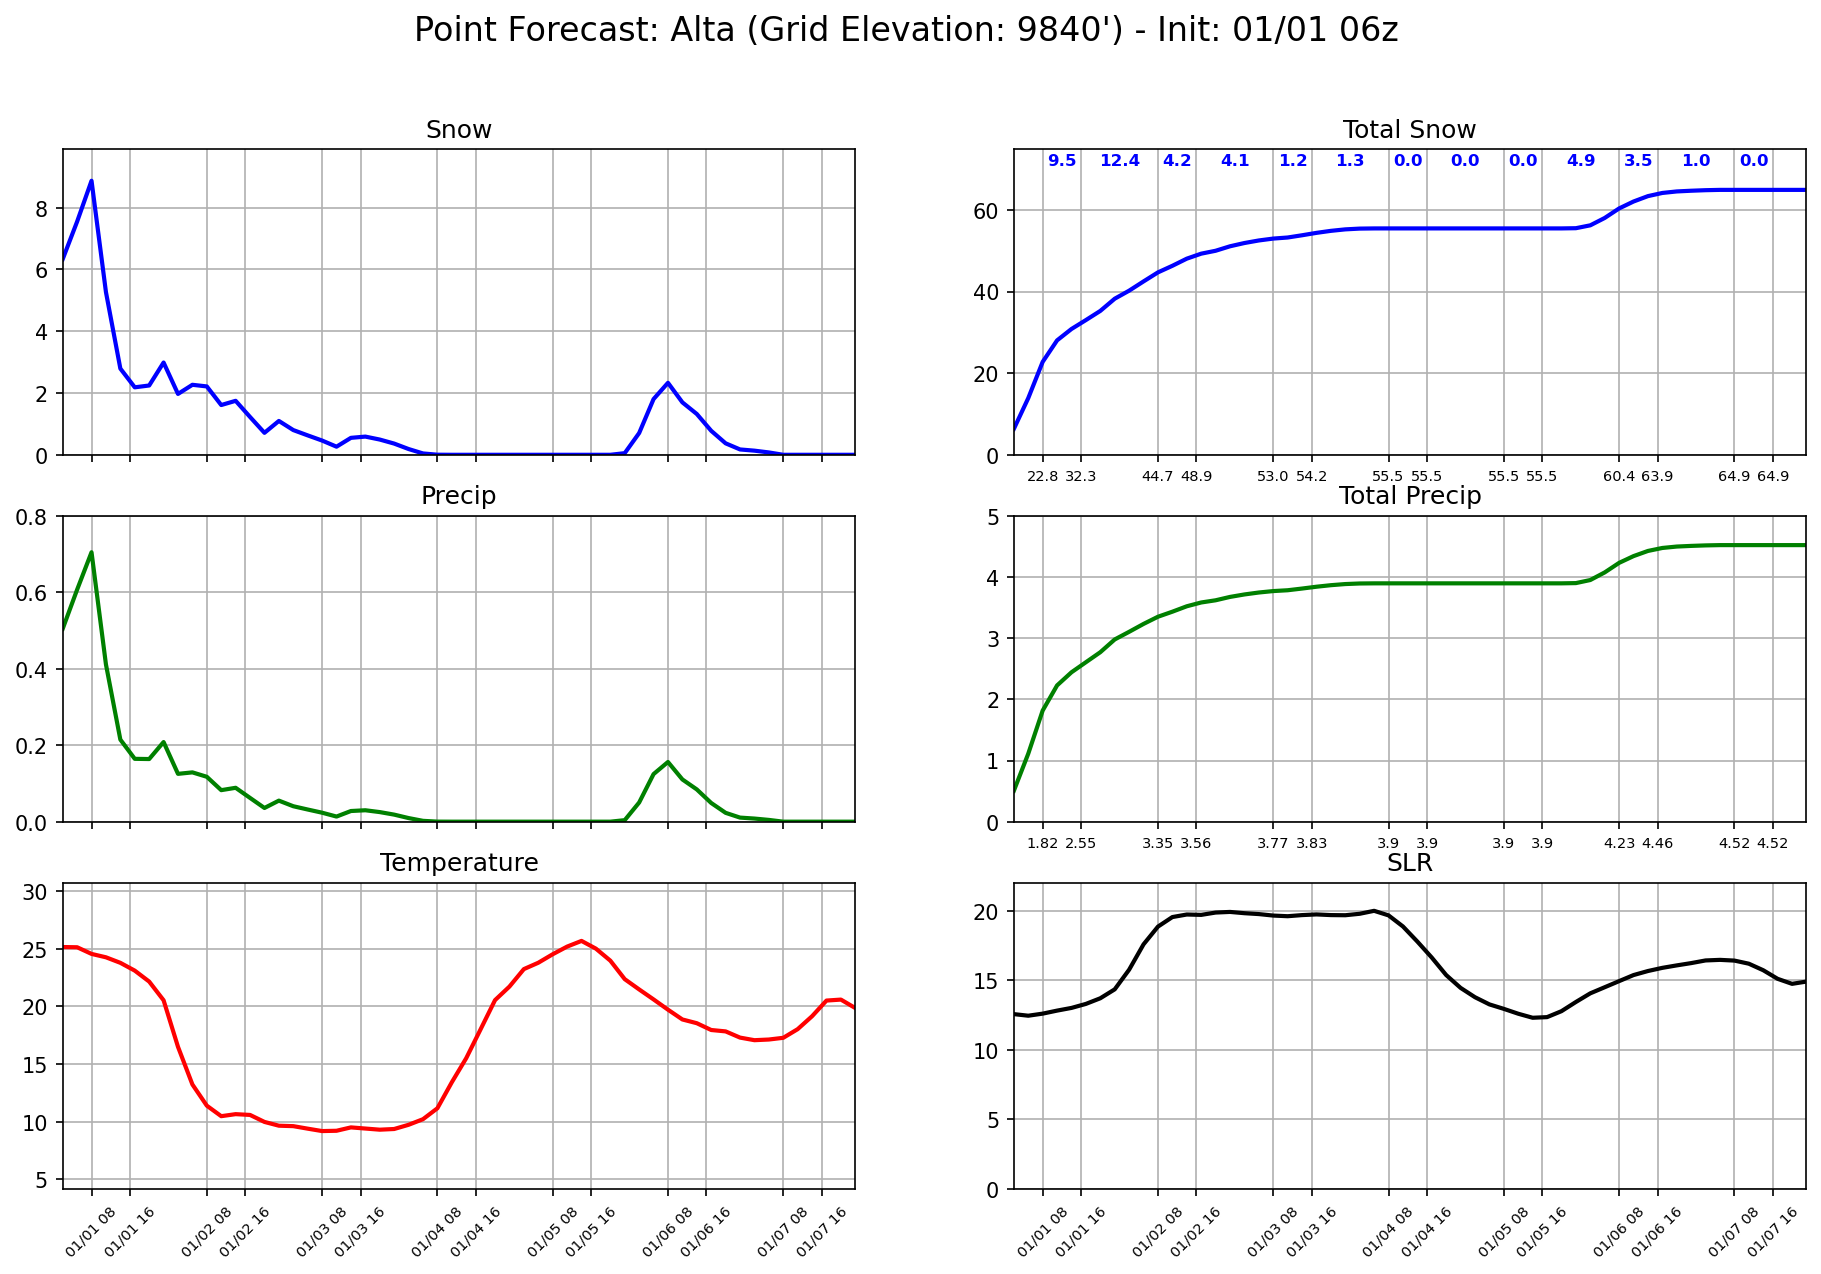 Point Forecast: Alta (Grid Elevation: 9840') - Init: 01/01 06z
Snow
8
6
4
2
0
Total Snow
9.5 12.4 4.2 4.1 1.2 1.3 0.0 0.0 0.0 4.9 3.5 1.0 0.0
60
40
20
0
22.8 32.3 44.7 48.9 53.0 54.2 55.5 55.5 55.5 55.5 60.4 63.9 64.9 64.9
Precip
0.8
0.6
0.4
0.2
0.0
Total Precip
5
4
3
2
1
0
1.82 2.55 3.35 3.56 3.77 3.83 3.9 3.9 3.9 3.9 4.23 4.46 4.52 4.52
Temperature
30
25
20
15
10
5
01/01 08 01/01 16 01/02 08 01/02 16 01/03 08 01/03 16 01/04 08 01/04 16 01/05 08 01/05 16 01/06 08 01/06 16 01/07 08 01/07 16
SLR
20
15
10
5
0
01/01 08 01/01 16 01/02 08 01/02 16 01/03 08 01/03 16 01/04 08 01/04 16 01/05 08 01/05 16 01/06 08 01/06 16 01/07 08 01/07 16